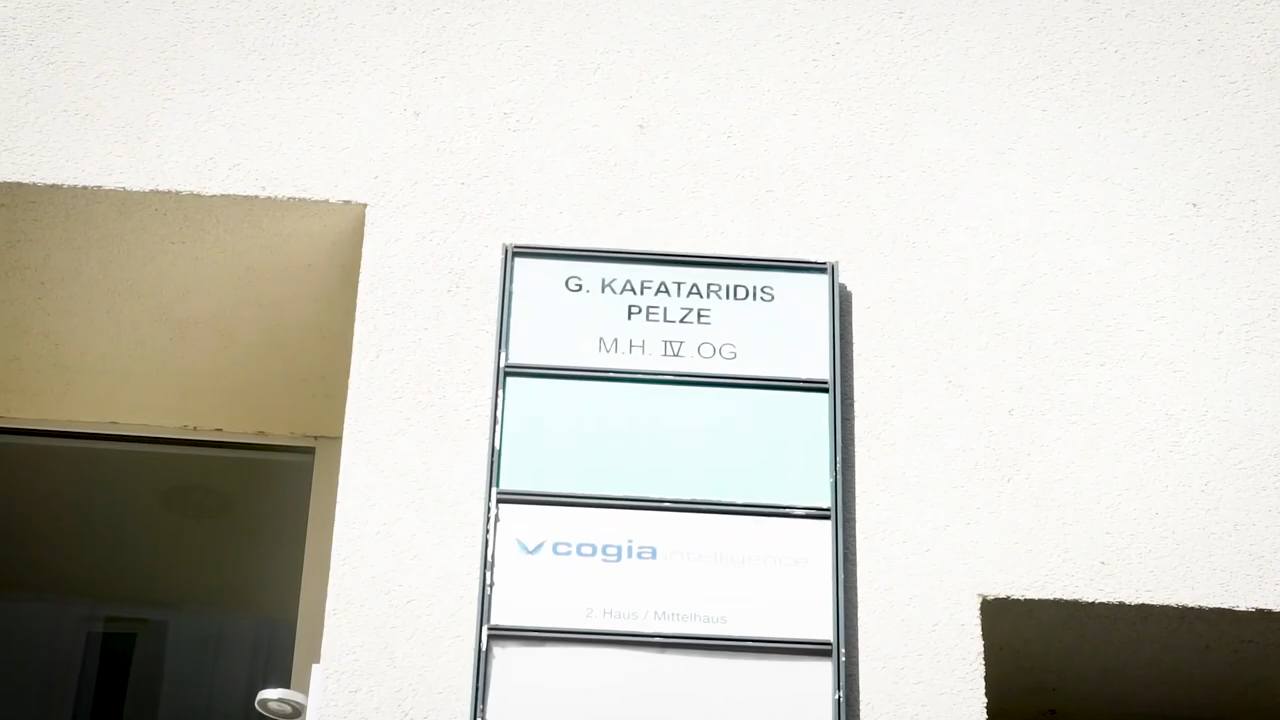 G. KAFATARIDIS
PELZE
M.H. IV.OG
cogia intelligence
2. Haus / Mittelhaus